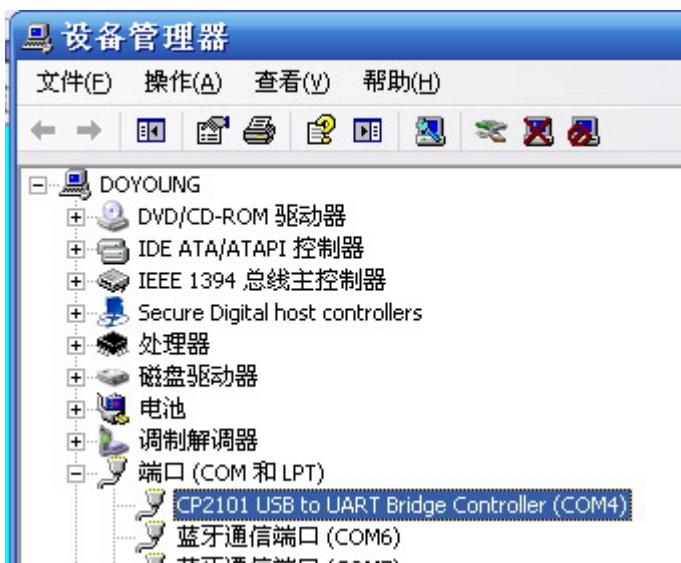 设备管理器
文件(F) 操作(A) 查看(V) 帮助(H)
DOYOUNG
DVD/CD-ROM 驱动器
IDE ATA/ATAPI 控制器
IEEE 1394 总线主控制器
Secure Digital host controllers
处理器
磁盘驱动器
电池
调制解调器
端口 (COM 和 LPT)
CP2101 USB to UART Bridge Controller (COM4)
蓝牙通信端口 (COM6)